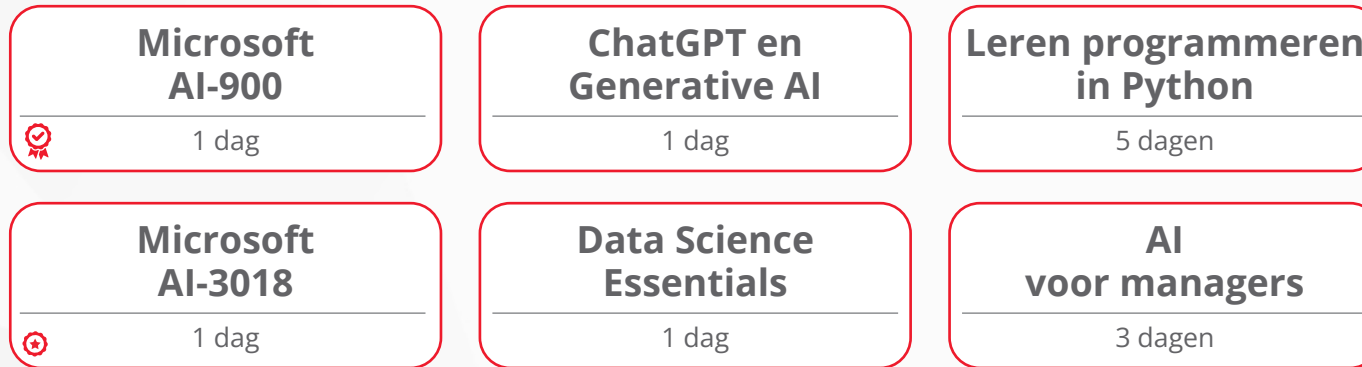 Microsoft
AI-900
1 dag
ChatGPT en
Generative AI
1 dag
Leren programmeren
in Python
5 dagen
Microsoft
AI-3018
1 dag
Data Science
Essentials
1 dag
AI
voor managers
3 dagen